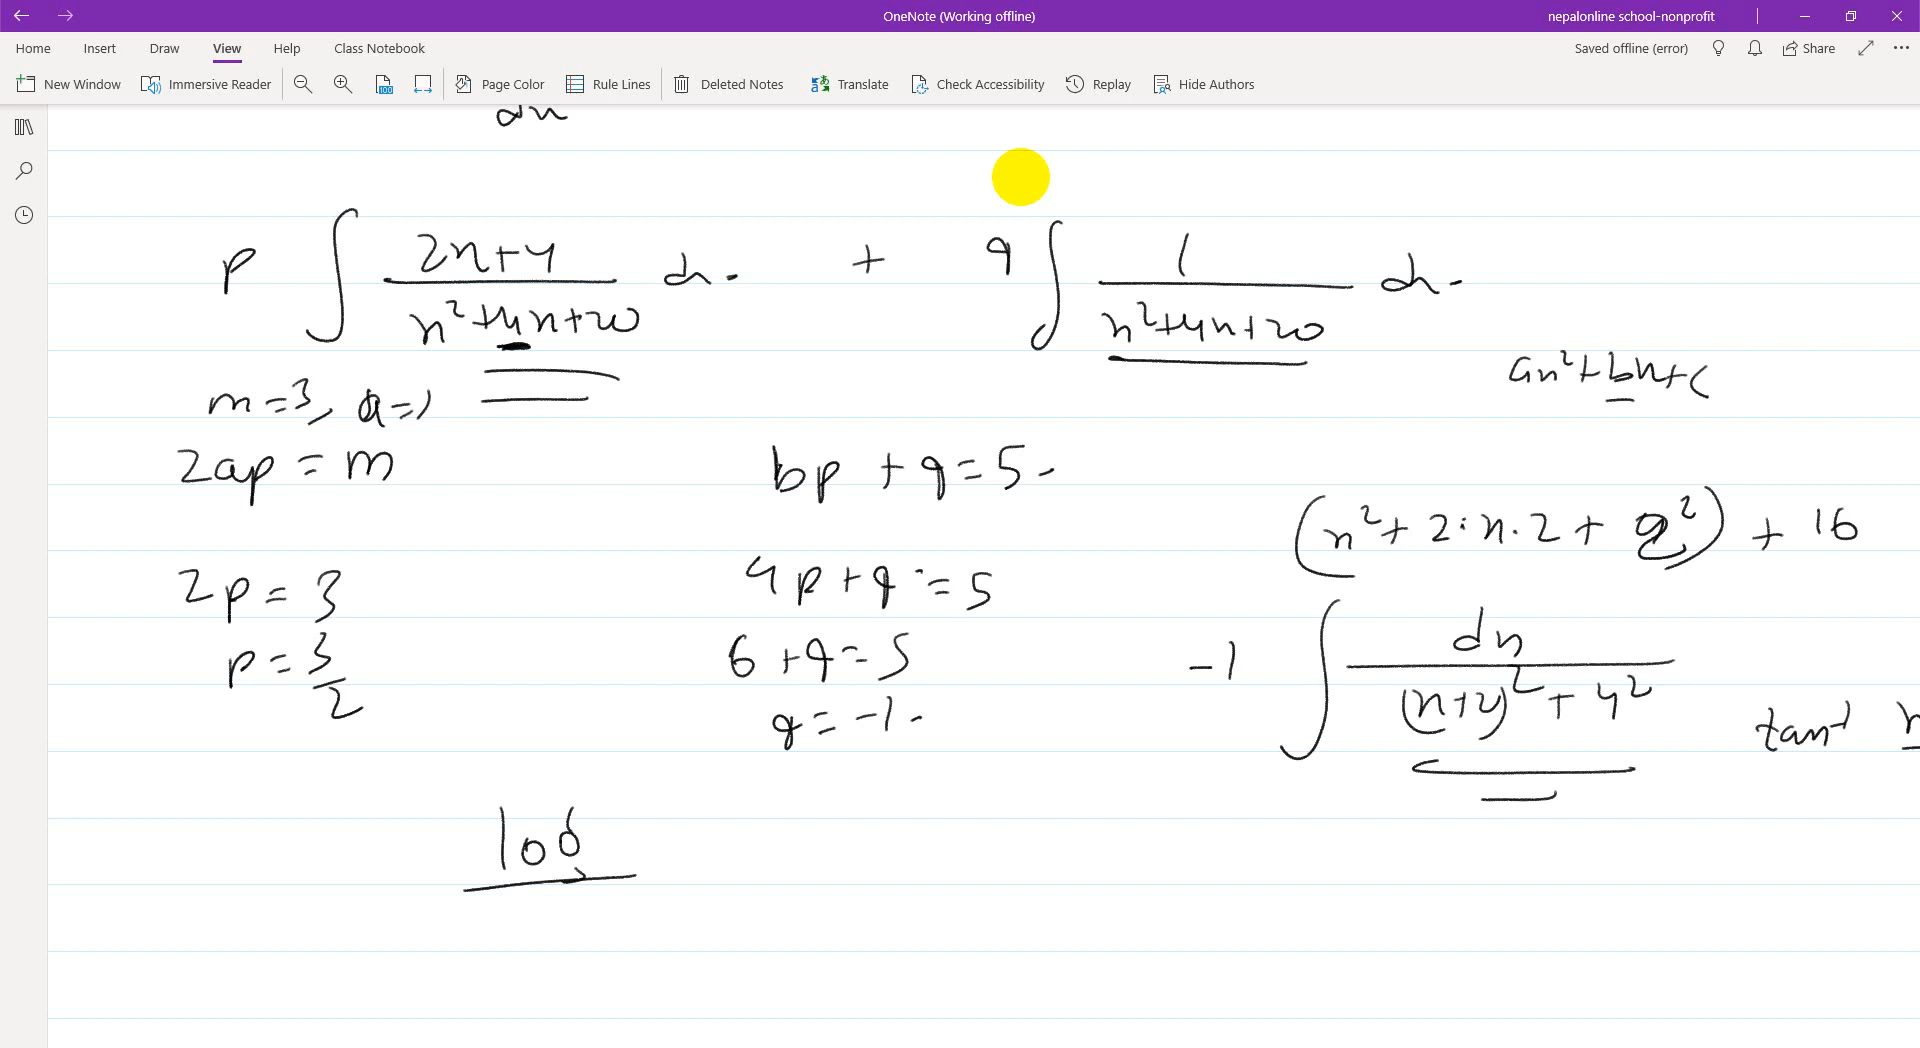 OneNote (Working offline)
nepalonline school-nonprofit
Home Insert Draw View Help Class Notebook
Saved offline (error) Share
New Window Immersive Reader 100 Page Color Rule Lines Deleted Notes Translate Check Accessibility Replay Hide Authors
dx
p ∫ (2x+4)/(x²+4x+20) dx. + q ∫ 1/(x²+4x+20) dx.
ax²+bx+c
m=3, a=1
2ap = m
bp + q = 5.
(x² + 2·x·2 + 2²) + 16
2p = 3
4p + q = 5
p = 3/2
6 + q = 5
-1 ∫ dx/((x+2)² + 4²)
q = -1.
tan⁻¹
log